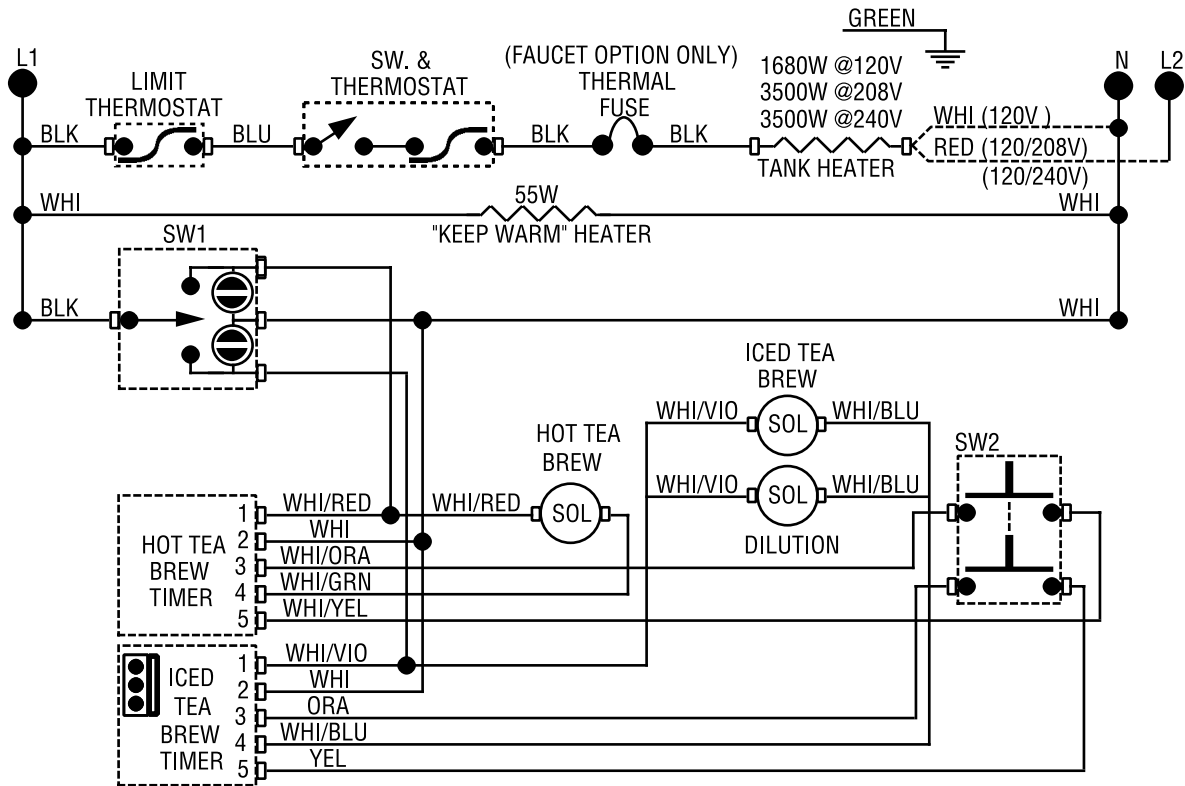 GREEN
L1
LIMIT
THERMOSTAT
SW. &
THERMOSTAT
(FAUCET OPTION ONLY)
THERMAL
FUSE
1680W @120V
3500W @208V
3500W @240V
N
L2
BLK
BLU
BLK
BLK
TANK HEATER
WHI (120V )
RED (120/208V)
(120/240V)
WHI
55W
"KEEP WARM" HEATER
WHI
SW1
BLK
WHI
ICED TEA
BREW
WHI/VIO
SOL
WHI/BLU
HOT TEA
BREW
SOL
WHI/VIO
SOL
WHI/BLU
DILUTION
SW2
HOT TEA
BREW
TIMER
1
WHI/RED
WHI/RED
2
WHI
3
WHI/ORA
4
WHI/GRN
5
WHI/YEL
ICED
TEA
BREW
TIMER
1
WHI/VIO
2
WHI
3
ORA
4
WHI/BLU
5
YEL